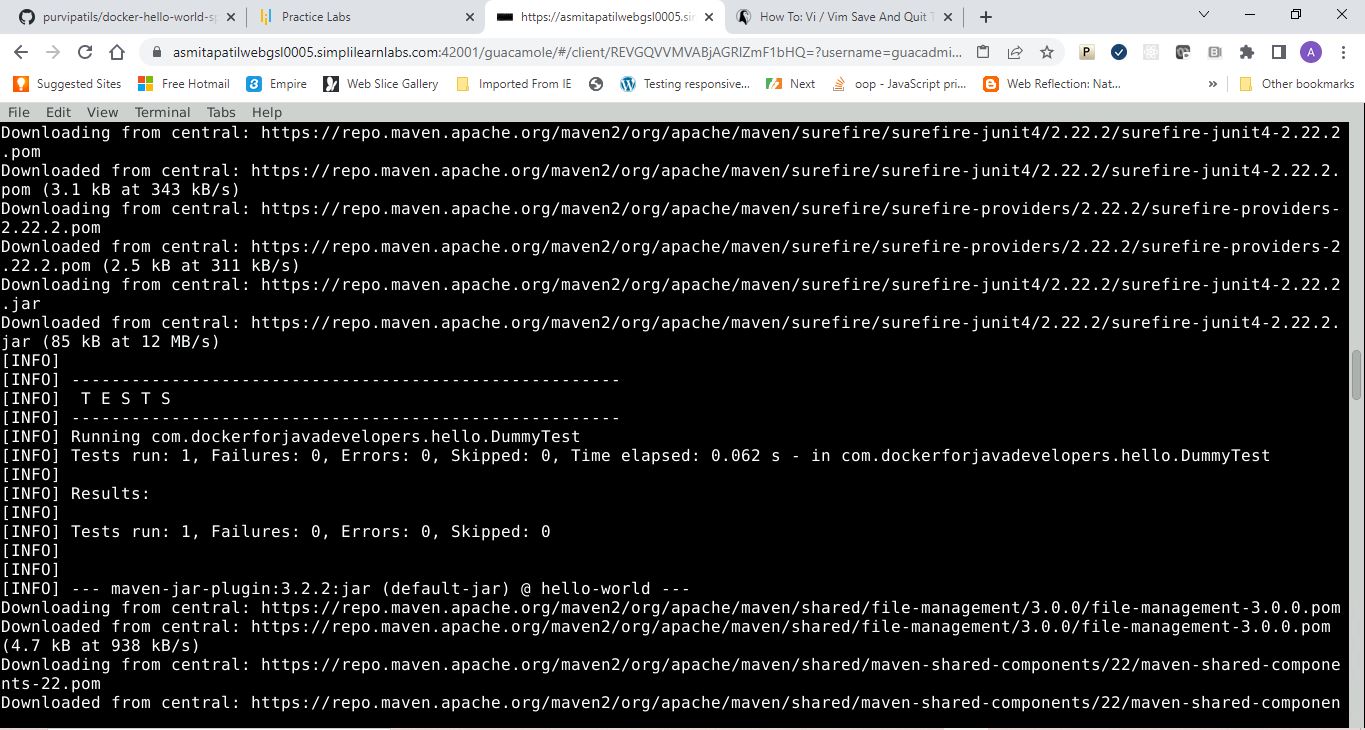 purvipatils/docker-hello-world-sp
Practice Labs
https://asmitapatilwebgsl0005.sim
How To: Vi / Vim Save And Quit T
asmitapatilwebgsl0005.simplilearnlabs.com:42001/guacamole/#/client/REVGQVVMVABjAGRlZmF1bHQ=?username=guacadmi...
Suggested Sites
Free Hotmail
Empire
Web Slice Gallery
Imported From IE
Testing responsive...
Next
oop - JavaScript pri...
Web Reflection: Nat...
»
Other bookmarks
File Edit View Terminal Tabs Help
Downloading from central: https://repo.maven.apache.org/maven2/org/apache/maven/surefire/surefire-junit4/2.22.2/surefire-junit4-2.22.2
.pom
Downloaded from central: https://repo.maven.apache.org/maven2/org/apache/maven/surefire/surefire-junit4/2.22.2/surefire-junit4-2.22.2.
pom (3.1 kB at 343 kB/s)
Downloading from central: https://repo.maven.apache.org/maven2/org/apache/maven/surefire/surefire-providers/2.22.2/surefire-providers-
2.22.2.pom
Downloaded from central: https://repo.maven.apache.org/maven2/org/apache/maven/surefire/surefire-providers/2.22.2/surefire-providers-2
.22.2.pom (2.5 kB at 311 kB/s)
Downloading from central: https://repo.maven.apache.org/maven2/org/apache/maven/surefire/surefire-junit4/2.22.2/surefire-junit4-2.22.2
.jar
Downloaded from central: https://repo.maven.apache.org/maven2/org/apache/maven/surefire/surefire-junit4/2.22.2/surefire-junit4-2.22.2.
jar (85 kB at 12 MB/s)
[INFO]
[INFO] -------------------------------------------------------
[INFO]  T E S T S
[INFO] -------------------------------------------------------
[INFO] Running com.dockerforjavadevelopers.hello.DummyTest
[INFO] Tests run: 1, Failures: 0, Errors: 0, Skipped: 0, Time elapsed: 0.062 s - in com.dockerforjavadevelopers.hello.DummyTest
[INFO]
[INFO] Results:
[INFO]
[INFO] Tests run: 1, Failures: 0, Errors: 0, Skipped: 0
[INFO]
[INFO]
[INFO] --- maven-jar-plugin:3.2.2:jar (default-jar) @ hello-world ---
Downloading from central: https://repo.maven.apache.org/maven2/org/apache/maven/shared/file-management/3.0.0/file-management-3.0.0.pom
Downloaded from central: https://repo.maven.apache.org/maven2/org/apache/maven/shared/file-management/3.0.0/file-management-3.0.0.pom
(4.7 kB at 938 kB/s)
Downloading from central: https://repo.maven.apache.org/maven2/org/apache/maven/shared/maven-shared-components/22/maven-shared-compone
nts-22.pom
Downloaded from central: https://repo.maven.apache.org/maven2/org/apache/maven/shared/maven-shared-components/22/maven-shared-componen